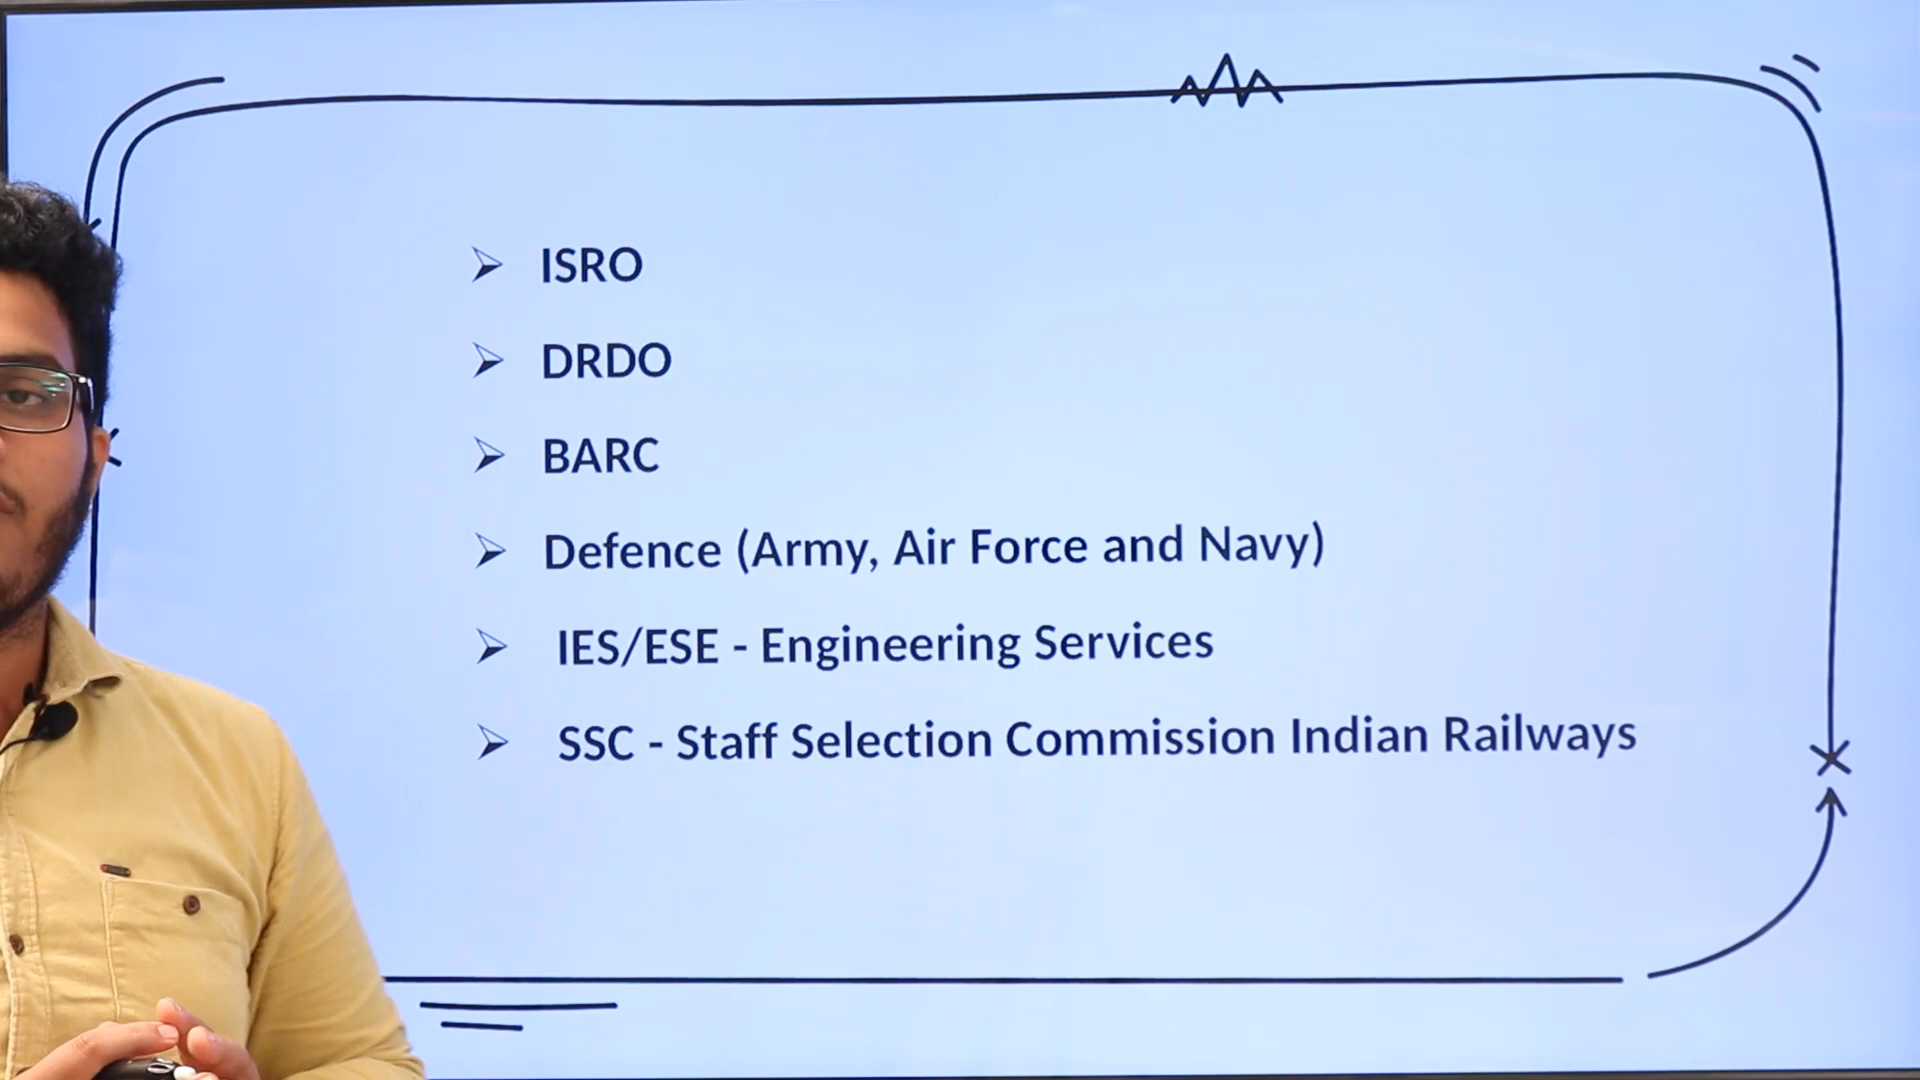 ISRO
DRDO
BARC
Defence (Army, Air Force and Navy)
IES/ESE - Engineering Services
SSC - Staff Selection Commission Indian Railways